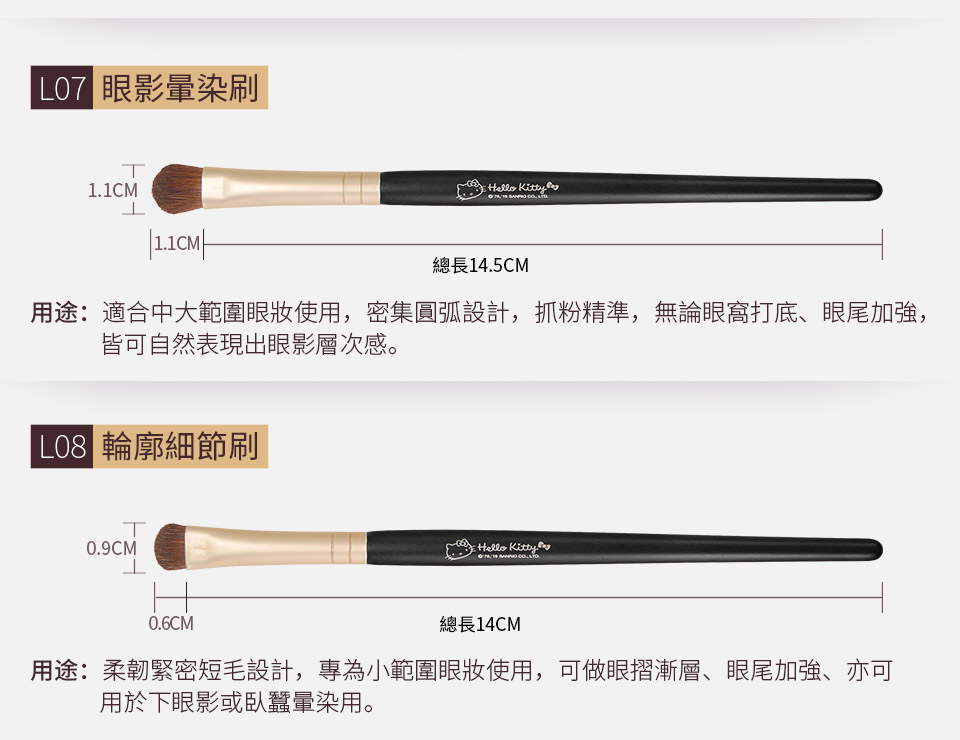 L07 眼影暈染刷
1.1CM
Hello Kitty
© '76, '16 SANRIO CO., LTD.
1.1CM
總長14.5CM
用途：適合中大範圍眼妝使用，密集圓弧設計，抓粉精準，無論眼窩打底、眼尾加強，
皆可自然表現出眼影層次感。
L08 輪廓細節刷
0.9CM
Hello Kitty
© '76, '16 SANRIO CO., LTD.
0.6CM
總長14CM
用途：柔韌緊密短毛設計，專為小範圍眼妝使用，可做眼摺漸層、眼尾加強、亦可
用於下眼影或臥蠶暈染用。